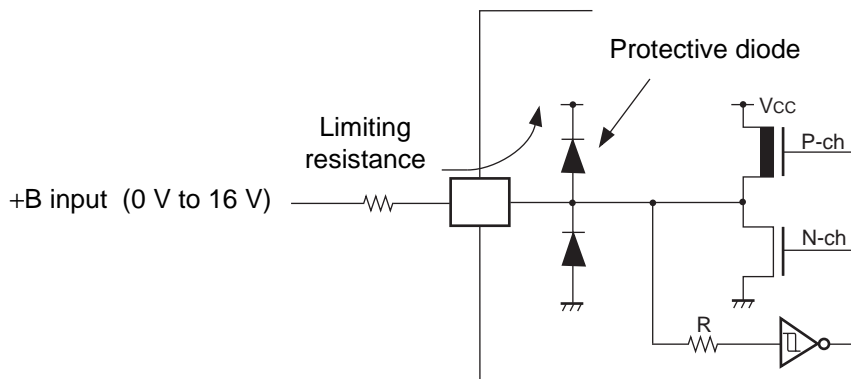 Protective diode
Limiting
resistance
VCC
P-ch
+B input (0 V to 16 V)
N-ch
R